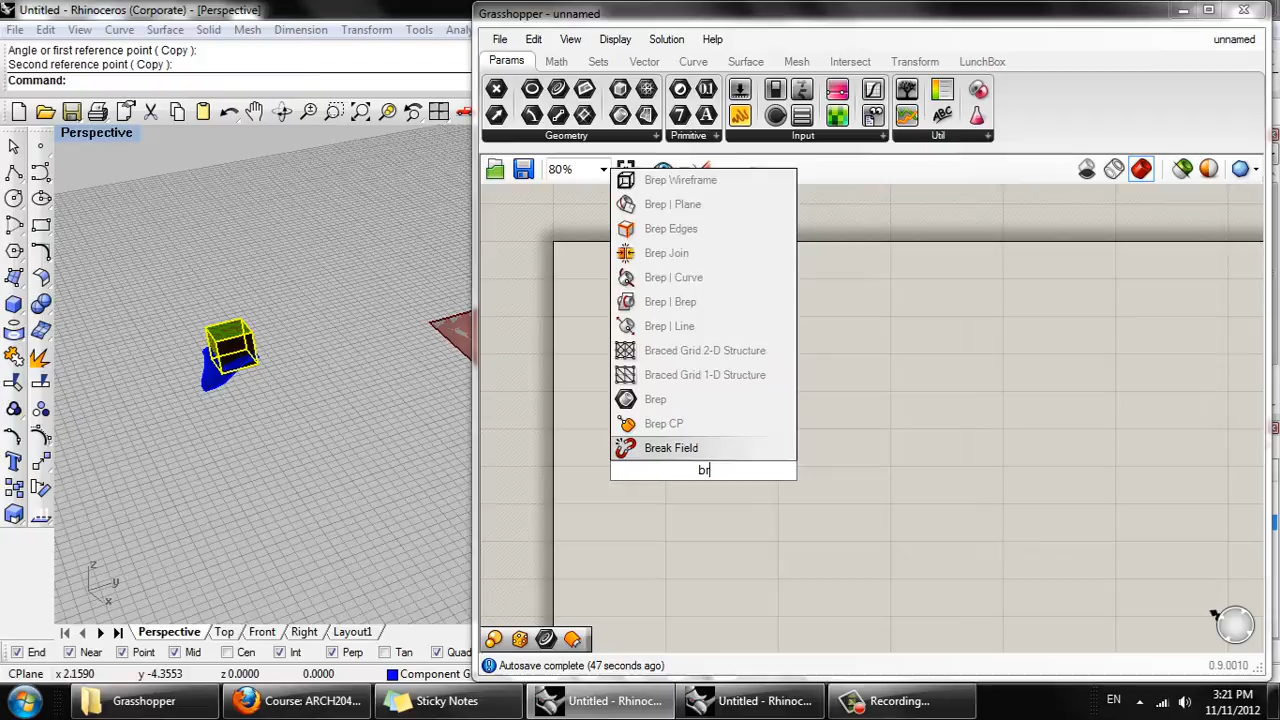 Untitled - Rhinoceros (Corporate) - [Perspective]
File Edit View Curve Surface Solid Mesh Dimension Transform Tools
Angle or first reference point ( Copy ):
Second reference point ( Copy ):
Command:
Perspective
z
y
x
Perspective Top Front Right Layout1
End Near Point Mid Cen Int Perp Tan Quad
CPlane x 2.1590 y -4.3553 z 0.0000 0.0000
Grasshopper - unnamed
File Edit View Display Solution Help unnamed
Params Math Sets Vector Curve Surface Mesh Intersect Transform LunchBox
Geometry Primitive Input Util
80%
Brep Wireframe
Brep | Plane
Brep Edges
Brep Join
Brep | Curve
Brep | Brep
Brep | Line
Braced Grid 2-D Structure
Braced Grid 1-D Structure
Brep
Brep CP
Break Field
br
Autosave complete (47 seconds ago) 0.9.0010
Grasshopper Course: ARCH204... Sticky Notes Untitled - Rhinoc... Untitled - Rhinoc... Recording... EN 3:21 PM
11/11/2012